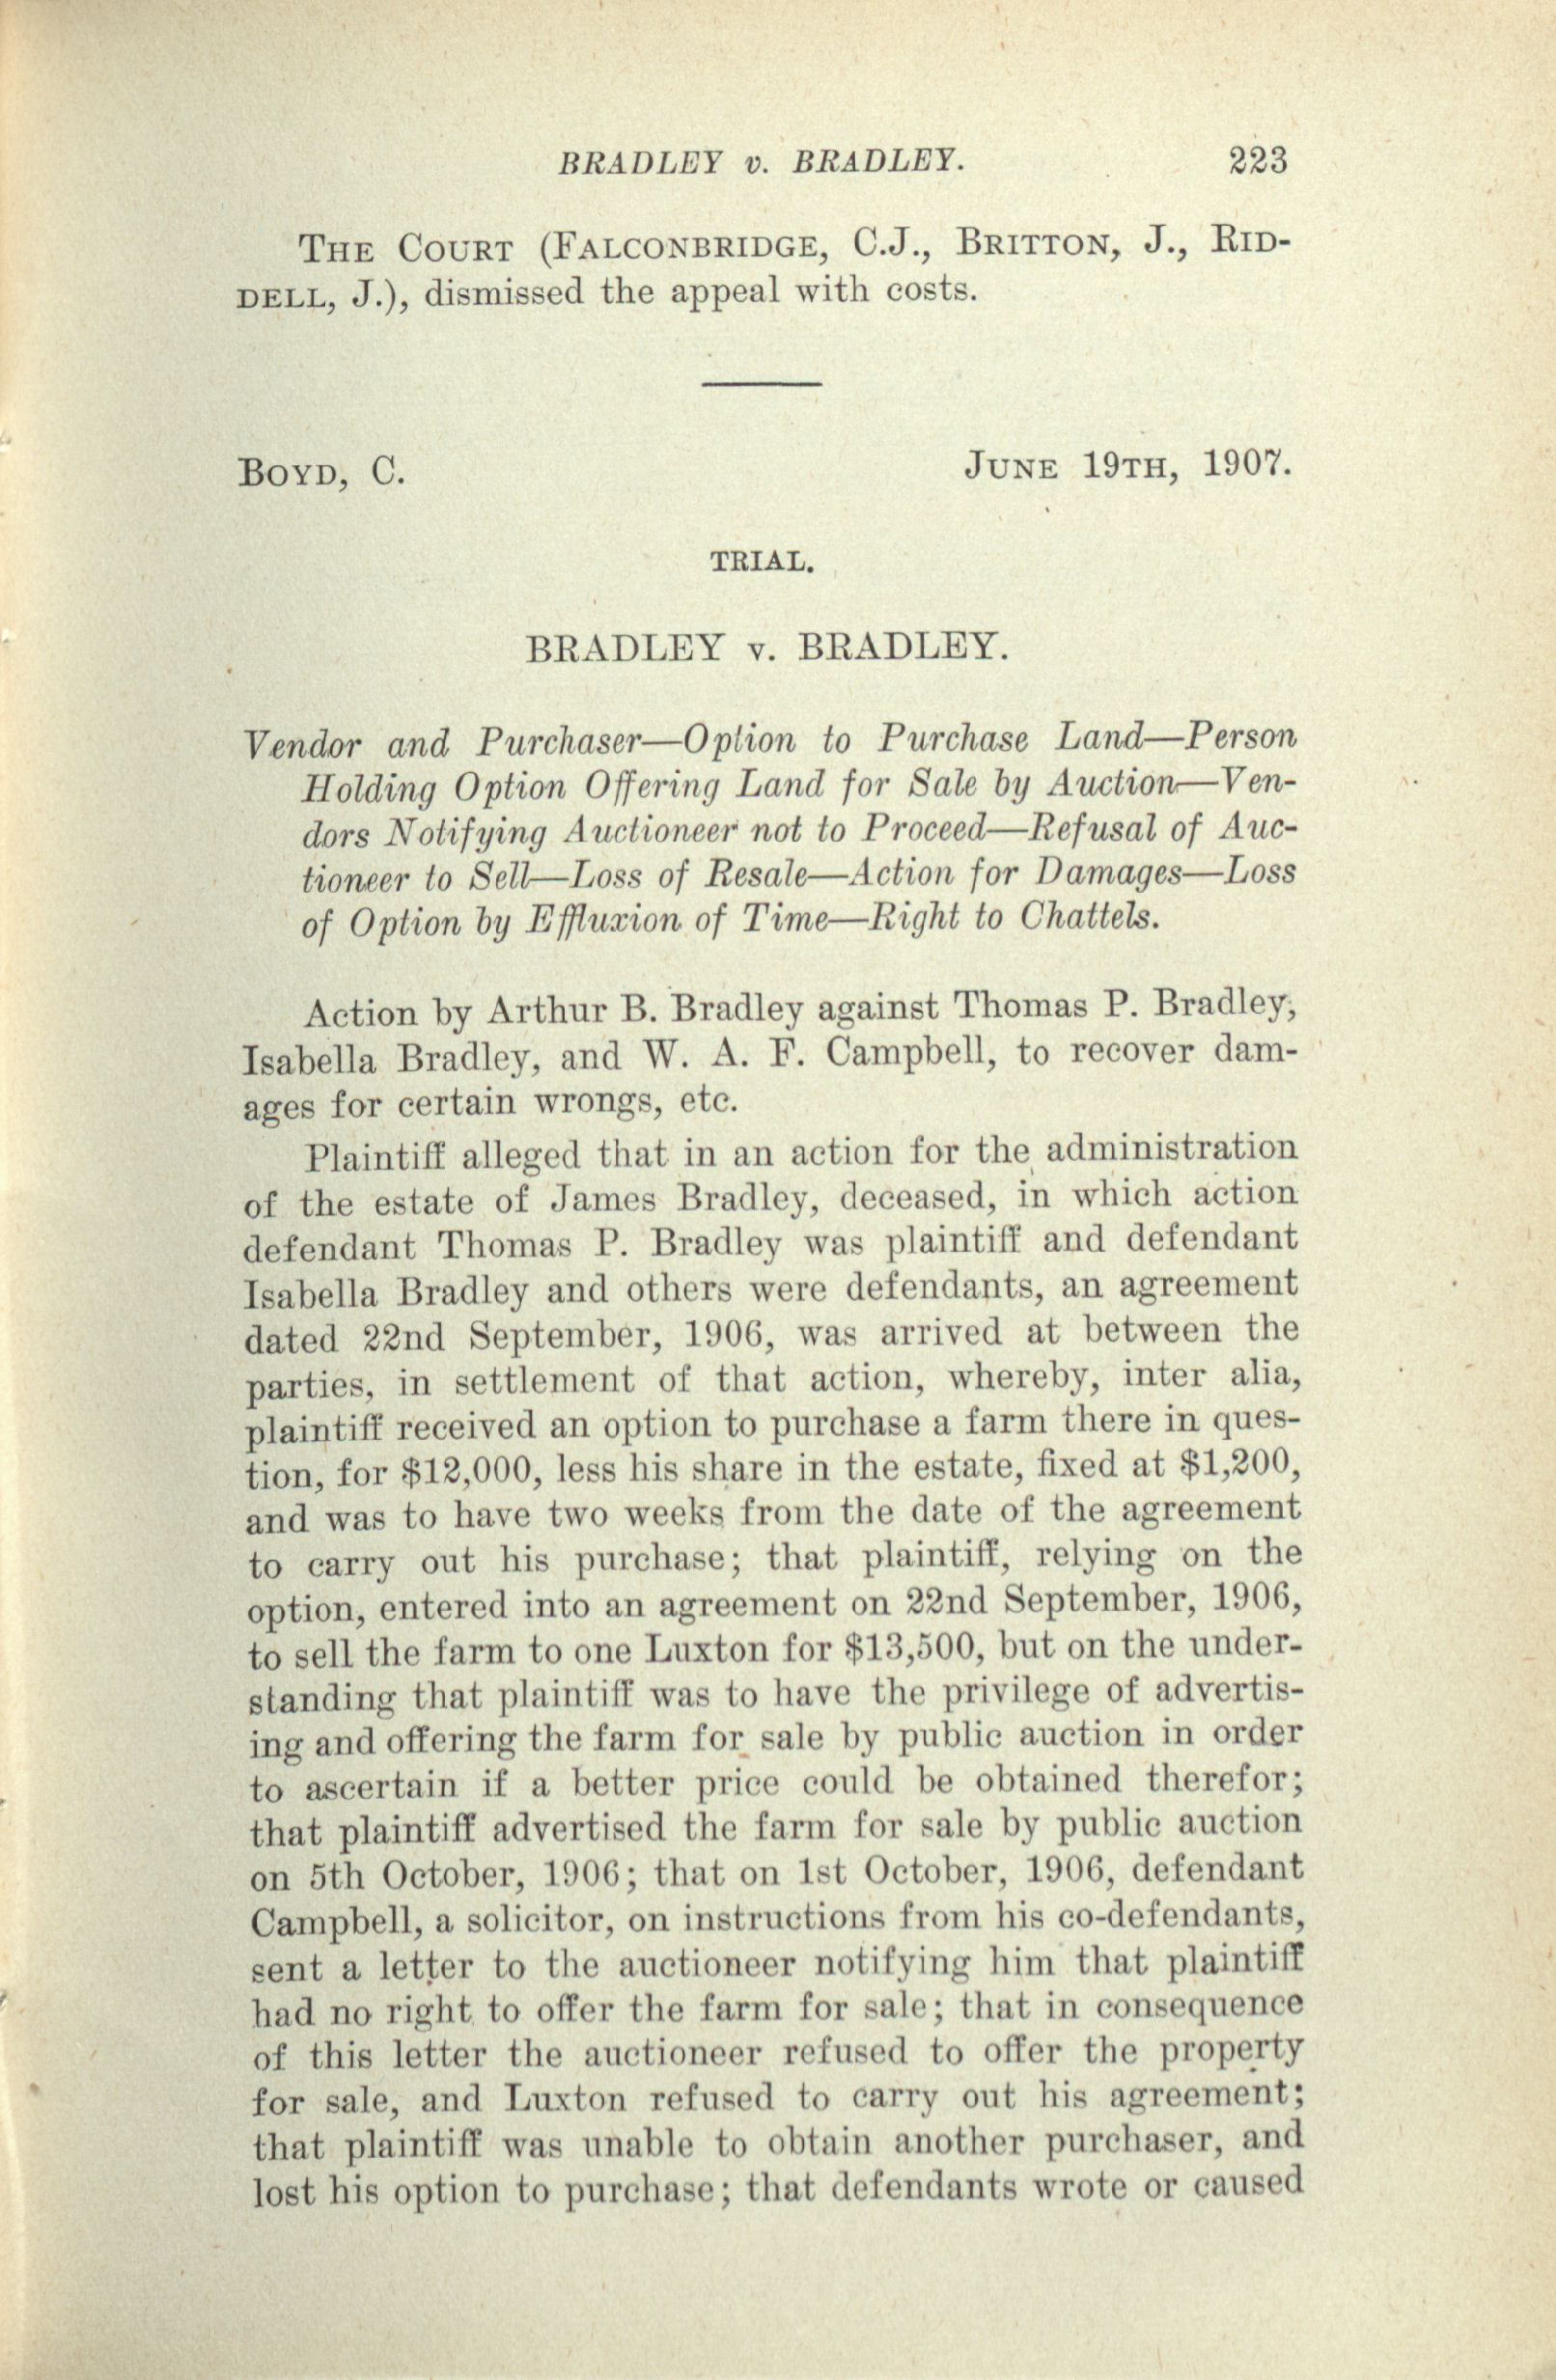 BRADLEY v. BRADLEY. 223
THE COURT (FALCONBRIDGE, C.J., BRITTON, J., RID-
DELL, J.), dismissed the appeal with costs.
BOYD, C. JUNE 19TH, 1907.
TRIAL.
BRADLEY v. BRADLEY.
Vendor and Purchaser—Option to Purchase Land—Person
Holding Option Offering Land for Sale by Auction—Ven-
dors Notifying Auctioneer not to Proceed—Refusal of Auc-
tioneer to Sell—Loss of Resale—Action for Damages—Loss
of Option by Effluxion of Time—Right to Chattels.
Action by Arthur B. Bradley against Thomas P. Bradley,
Isabella Bradley, and W. A. F. Campbell, to recover dam-
ages for certain wrongs, etc.
Plaintiff alleged that in an action for the administration
of the estate of James Bradley, deceased, in which action
defendant Thomas P. Bradley was plaintiff and defendant
Isabella Bradley and others were defendants, an agreement
dated 22nd September, 1906, was arrived at between the
parties, in settlement of that action, whereby, inter alia,
plaintiff received an option to purchase a farm there in ques-
tion, for $12,000, less his share in the estate, fixed at $1,200,
and was to have two weeks from the date of the agreement
to carry out his purchase; that plaintiff, relying on the
option, entered into an agreement on 22nd September, 1906,
to sell the farm to one Luxton for $13,500, but on the under-
standing that plaintiff was to have the privilege of advertis-
ing and offering the farm for sale by public auction in order
to ascertain if a better price could be obtained therefor;
that plaintiff advertised the farm for sale by public auction
on 5th October, 1906; that on 1st October, 1906, defendant
Campbell, a solicitor, on instructions from his co-defendants,
sent a letter to the auctioneer notifying him that plaintiff
had no right to offer the farm for sale; that in consequence
of this letter the auctioneer refused to offer the property
for sale, and Luxton refused to carry out his agreement;
that plaintiff was unable to obtain another purchaser, and
lost his option to purchase; that defendants wrote or caused